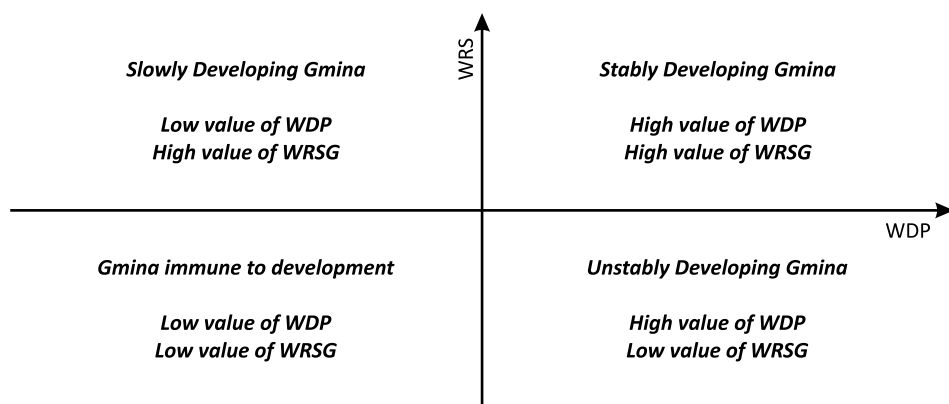 WRS
Slowly Developing Gmina
Low value of WDP
High value of WRSG
Stably Developing Gmina
High value of WDP
High value of WRSG
WDP
Gmina immune to development
Low value of WDP
Low value of WRSG
Unstably Developing Gmina
High value of WDP
Low value of WRSG